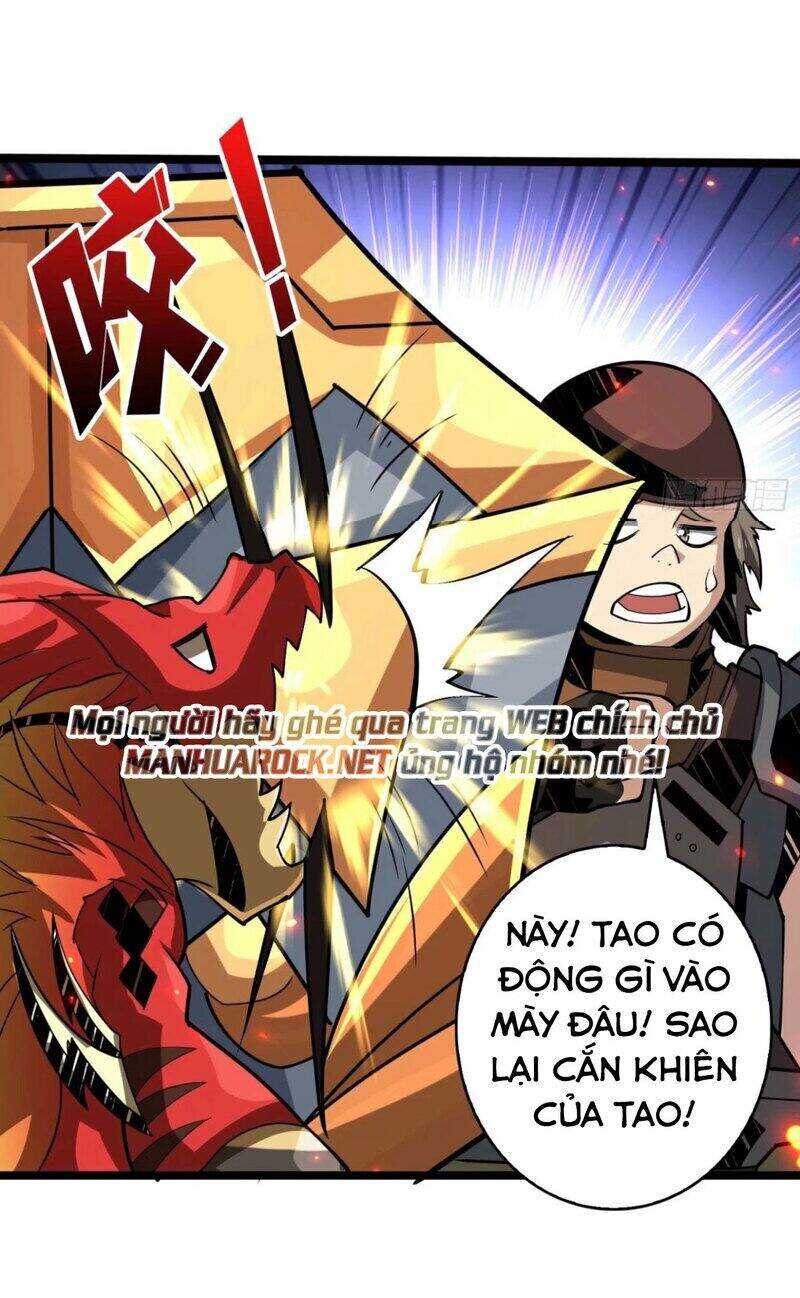 咬！
Mọi người hãy ghé qua trang WEB chính chủ
MANHUAROCK.NET ủng hộ nhóm nhé!
NÀY! TAO CÓ
ĐỘNG GÌ VÀO
MÀY ĐÂU! SAO
LẠI CẮN KHIÊN
CỦA TAO!